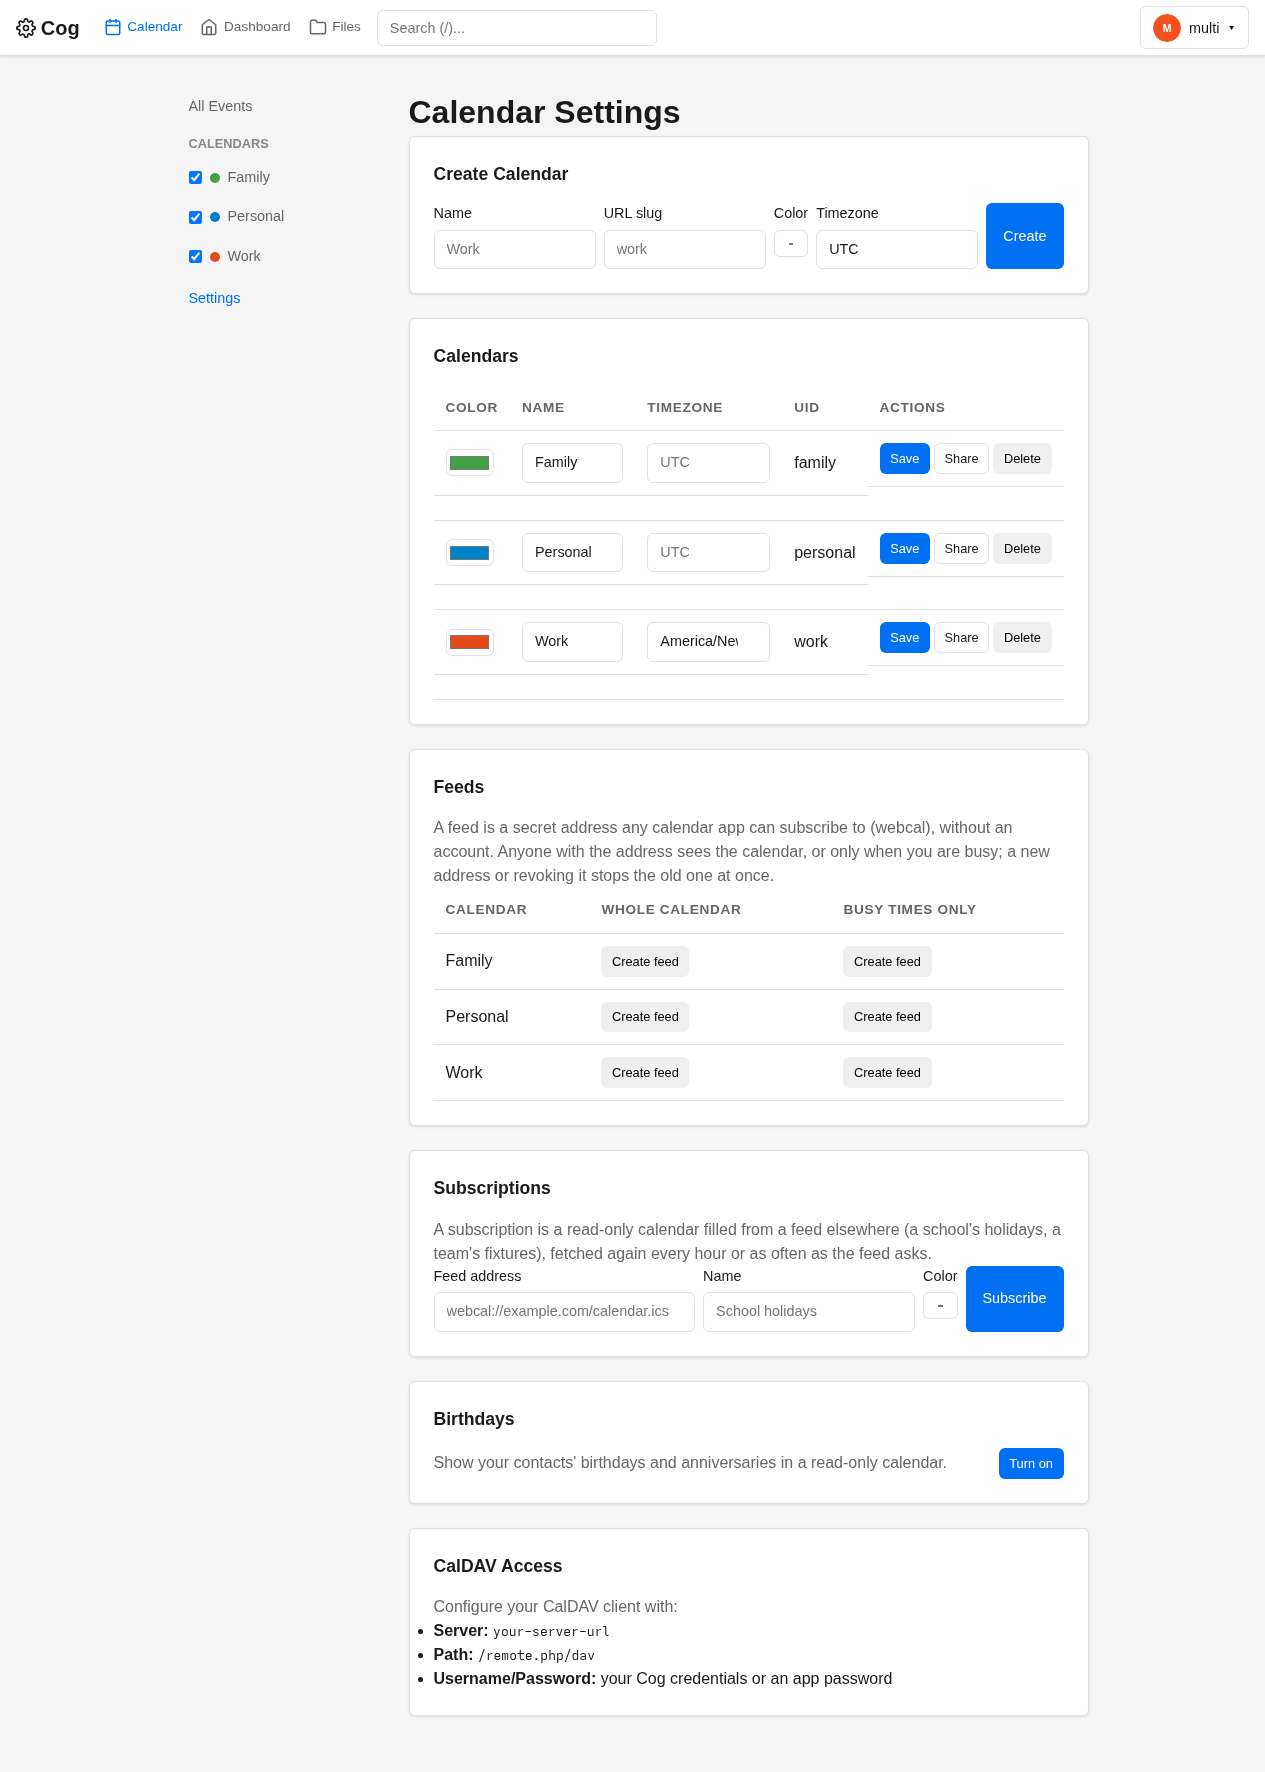 Cog
Calendar
Dashboard
Files
Search (/)...
M
multi
All Events
CALENDARS
Family
Personal
Work
Settings
Calendar Settings
Create Calendar
Name URL slug Color Timezone
Work work UTC Create
Calendars
COLOR NAME TIMEZONE UID ACTIONS
Family UTC family Save Share Delete
Personal UTC personal Save Share Delete
Work America/New work Save Share Delete
Feeds
A feed is a secret address any calendar app can subscribe to (webcal), without an
account. Anyone with the address sees the calendar, or only when you are busy; a new
address or revoking it stops the old one at once.
CALENDAR WHOLE CALENDAR BUSY TIMES ONLY
Family Create feed Create feed
Personal Create feed Create feed
Work Create feed Create feed
Subscriptions
A subscription is a read-only calendar filled from a feed elsewhere (a school's holidays, a
team's fixtures), fetched again every hour or as often as the feed asks.
Feed address Name Color
webcal://example.com/calendar.ics School holidays Subscribe
Birthdays
Show your contacts' birthdays and anniversaries in a read-only calendar. Turn on
CalDAV Access
Configure your CalDAV client with:
Server: your-server-url
Path: /remote.php/dav
Username/Password: your Cog credentials or an app password